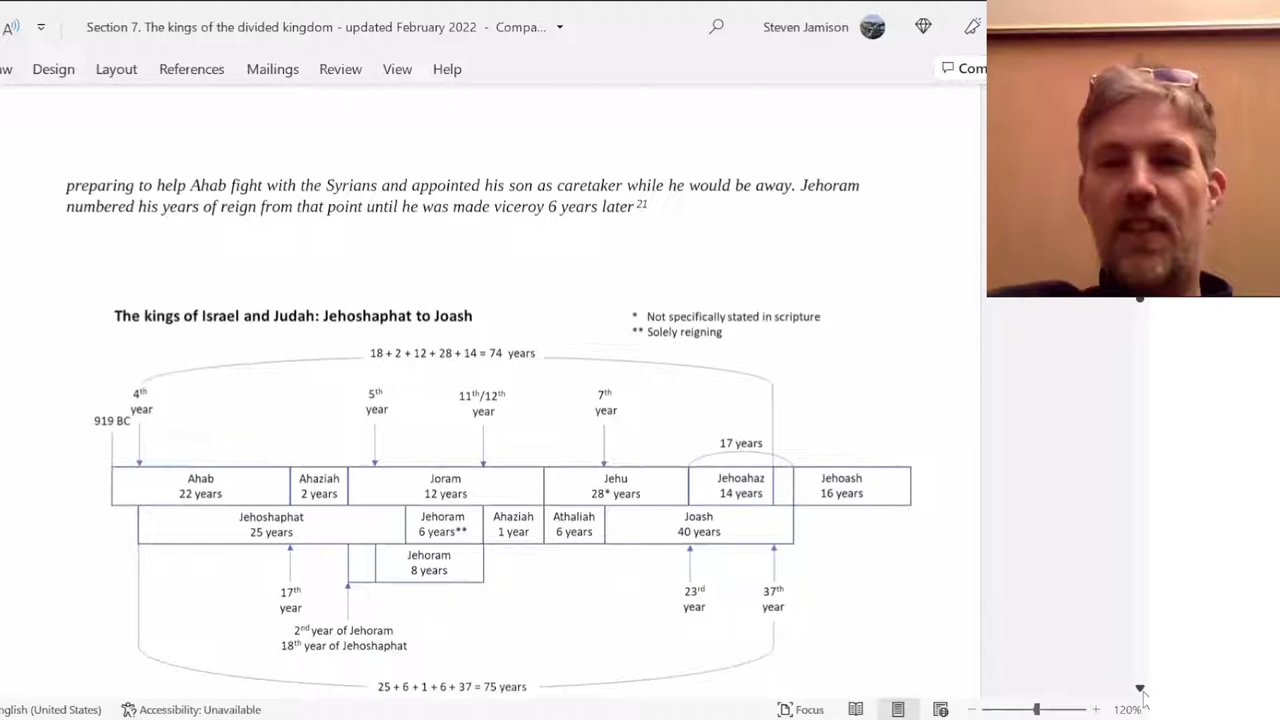 Section 7. The kings of the divided kingdom - updated February 2022 - Compa...
Steven Jamison
Design Layout References Mailings Review View Help
Com
preparing to help Ahab fight with the Syrians and appointed his son as caretaker while he would be away. Jehoram
numbered his years of reign from that point until he was made viceroy 6 years later 21
The kings of Israel and Judah: Jehoshaphat to Joash
* Not specifically stated in scripture
** Solely reigning
18 + 2 + 12 + 28 + 14 = 74 years
4th
year
5th
year
11th/12th
year
7th
year
919 BC
17 years
Ahab
22 years
Ahaziah
2 years
Joram
12 years
Jehu
28* years
Jehoahaz
14 years
Jehoash
16 years
Jehoshaphat
25 years
Jehoram
6 years**
Ahaziah
1 year
Athaliah
6 years
Joash
40 years
Jehoram
8 years
17th
year
23rd
year
37th
year
2nd year of Jehoram
18th year of Jehoshaphat
25 + 6 + 1 + 6 + 37 = 75 years
nglish (United States)
Accessibility: Unavailable
Focus
120%